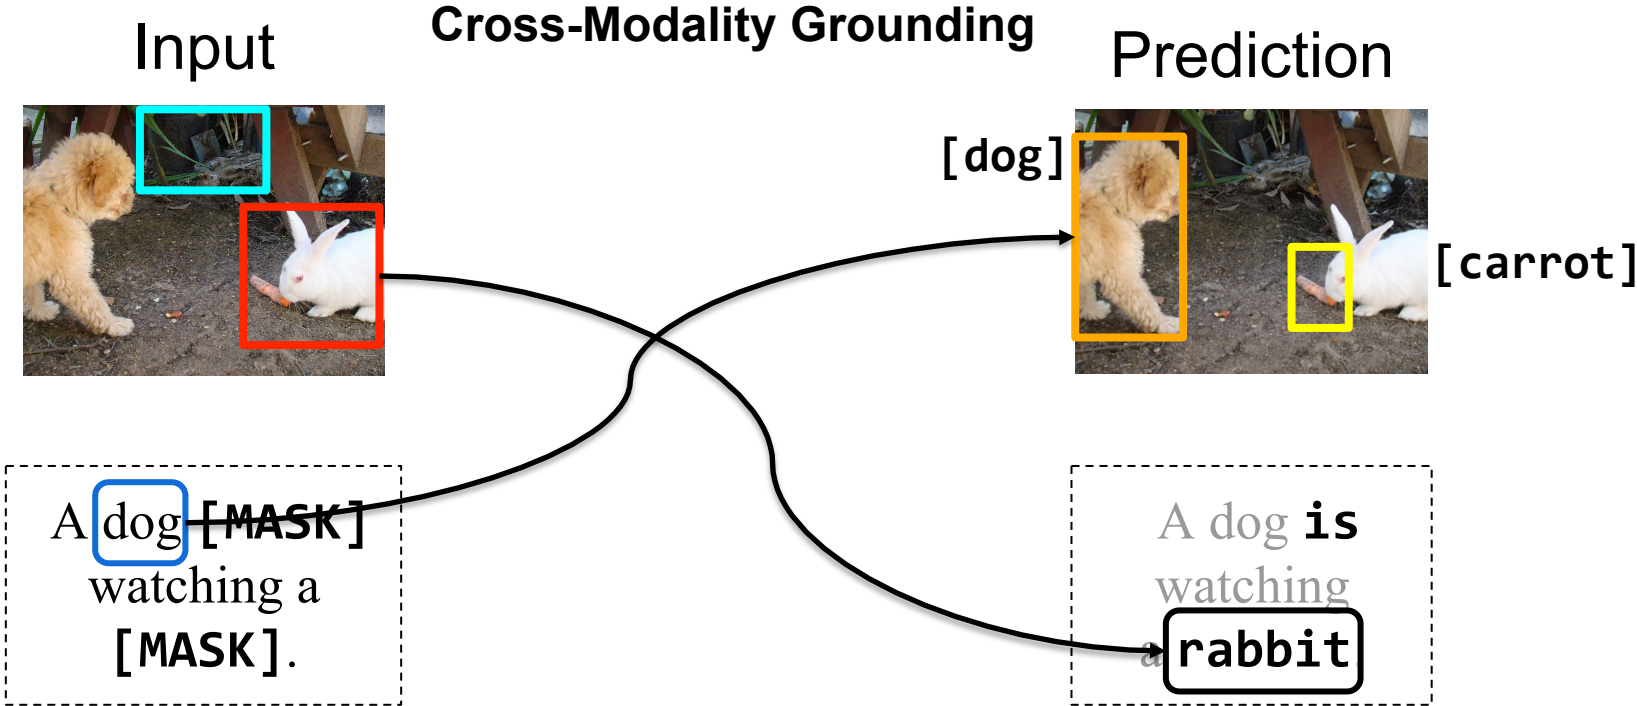 Cross-Modality Grounding
Input
Prediction
[dog]
[carrot]
A dog [MASK]
watching a
[MASK].
A dog is
watching
a rabbit